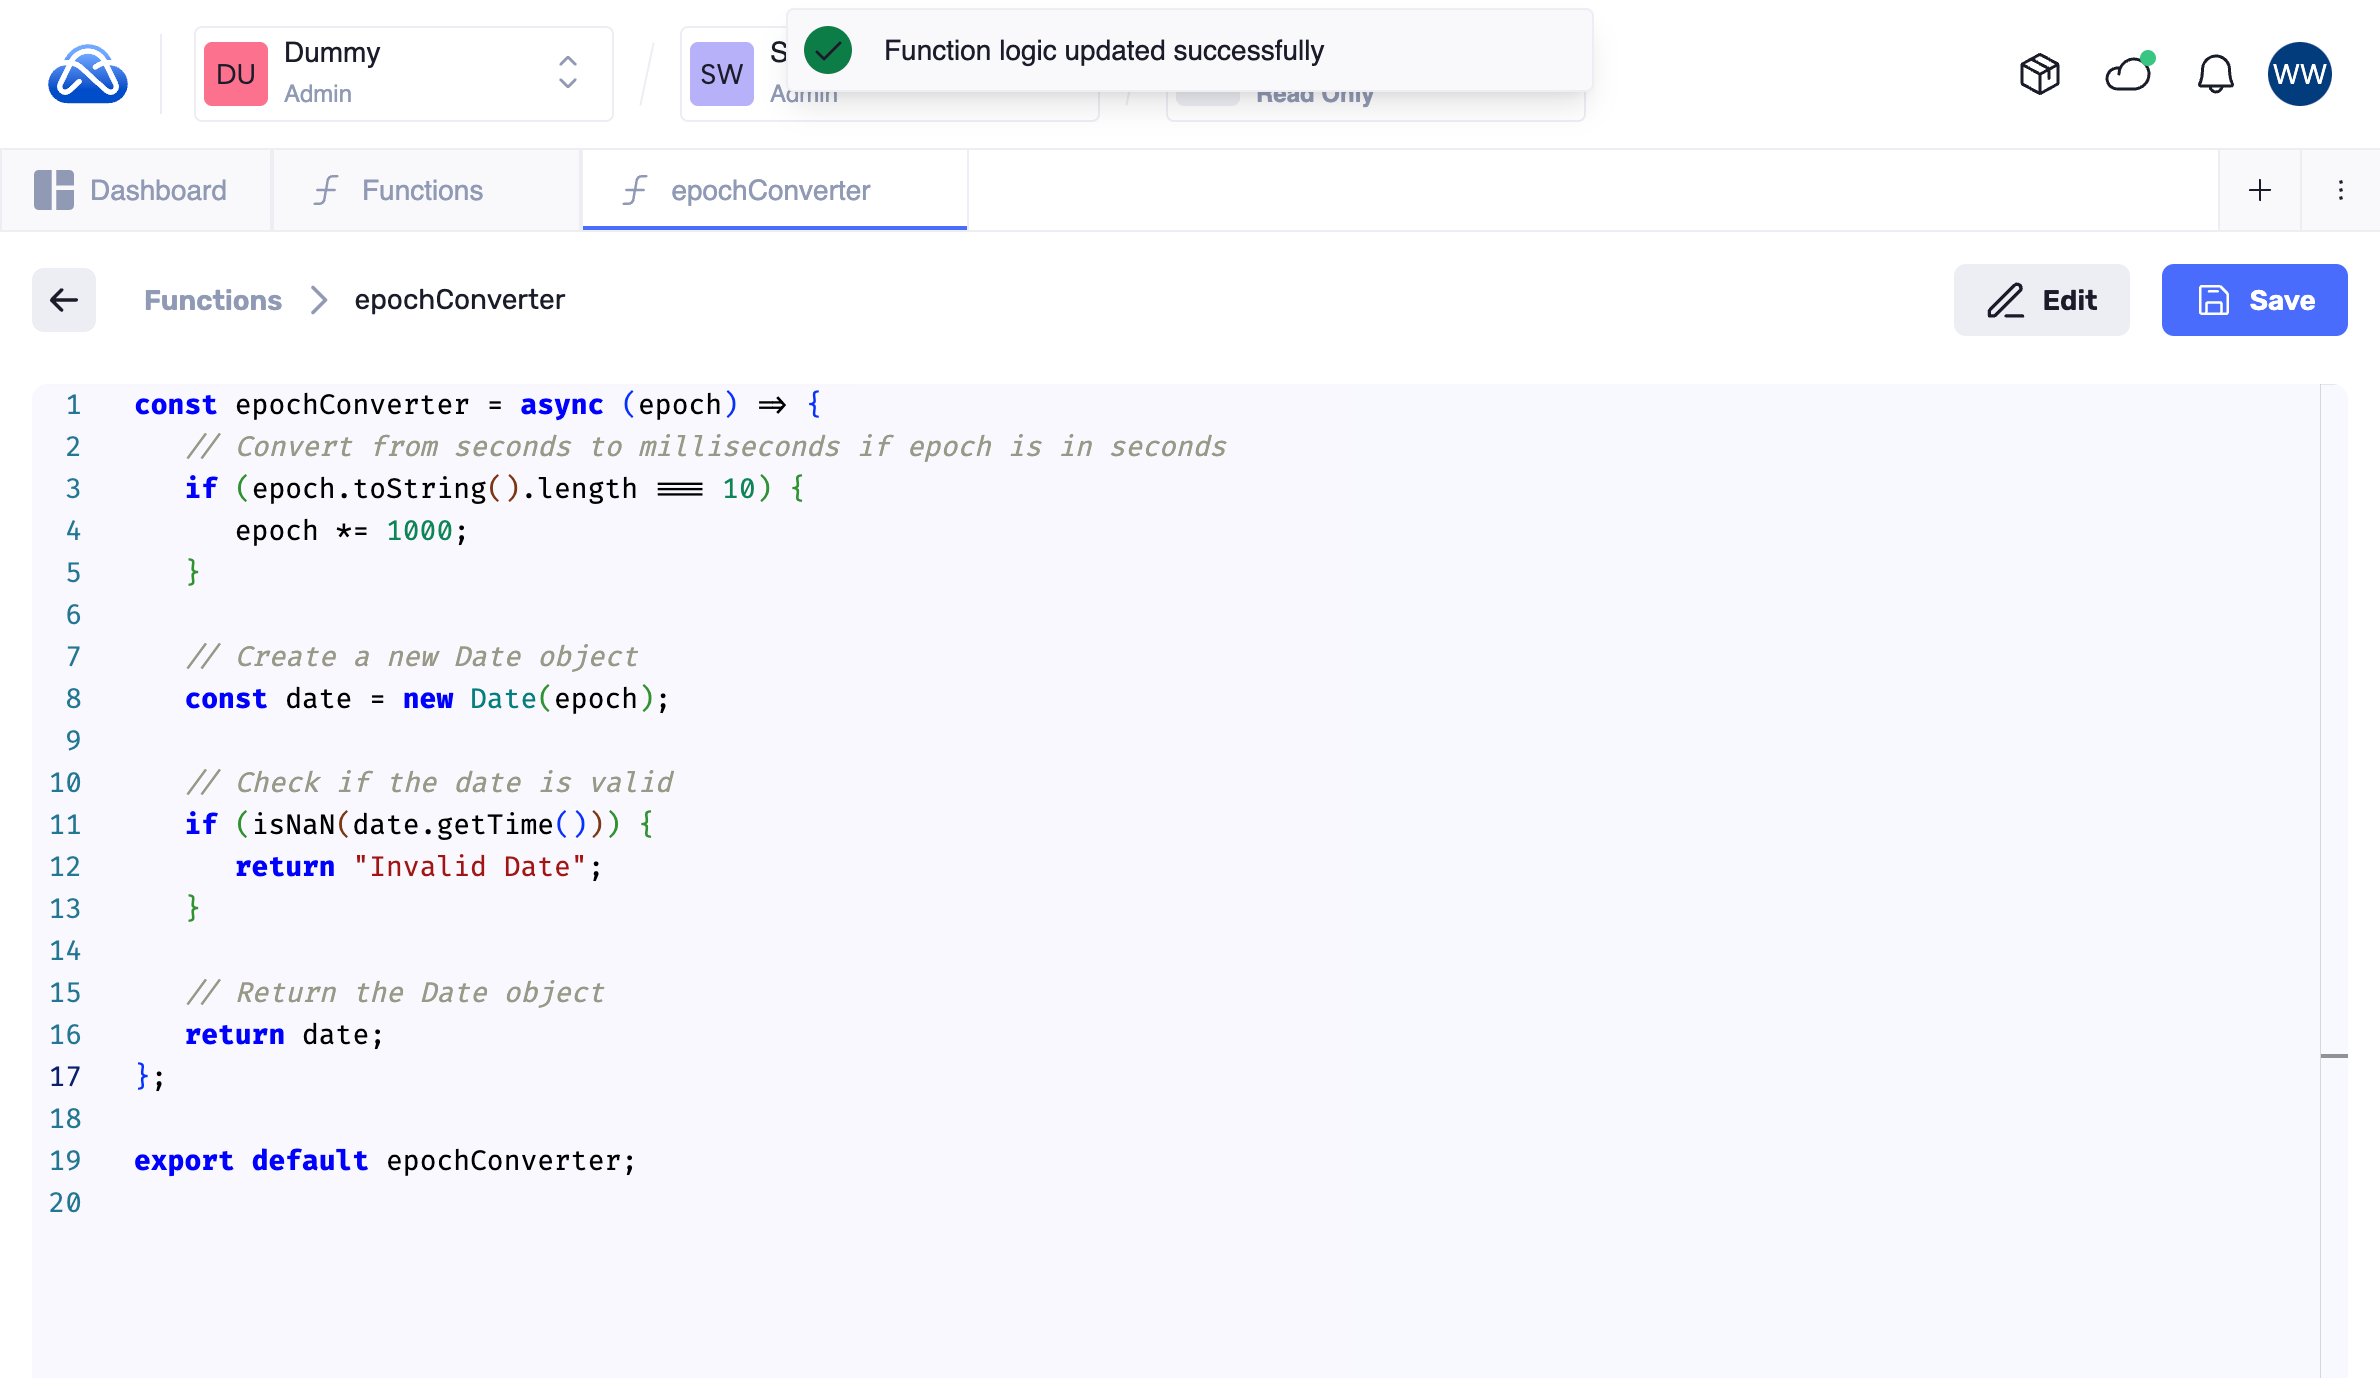 DU
Dummy
Admin
SW
S
Admin
Function logic updated successfully
Read Only
WW
Dashboard
Functions
epochConverter
Functions
epochConverter
Edit
Save
1 const epochConverter = async (epoch) => {
2 // Convert from seconds to milliseconds if epoch is in seconds
3 if (epoch.toString().length === 10) {
4 epoch *= 1000;
5 }
6
7 // Create a new Date object
8 const date = new Date(epoch);
9
10 // Check if the date is valid
11 if (isNaN(date.getTime())) {
12 return "Invalid Date";
13 }
14
15 // Return the Date object
16 return date;
17 };
18
19 export default epochConverter;
20